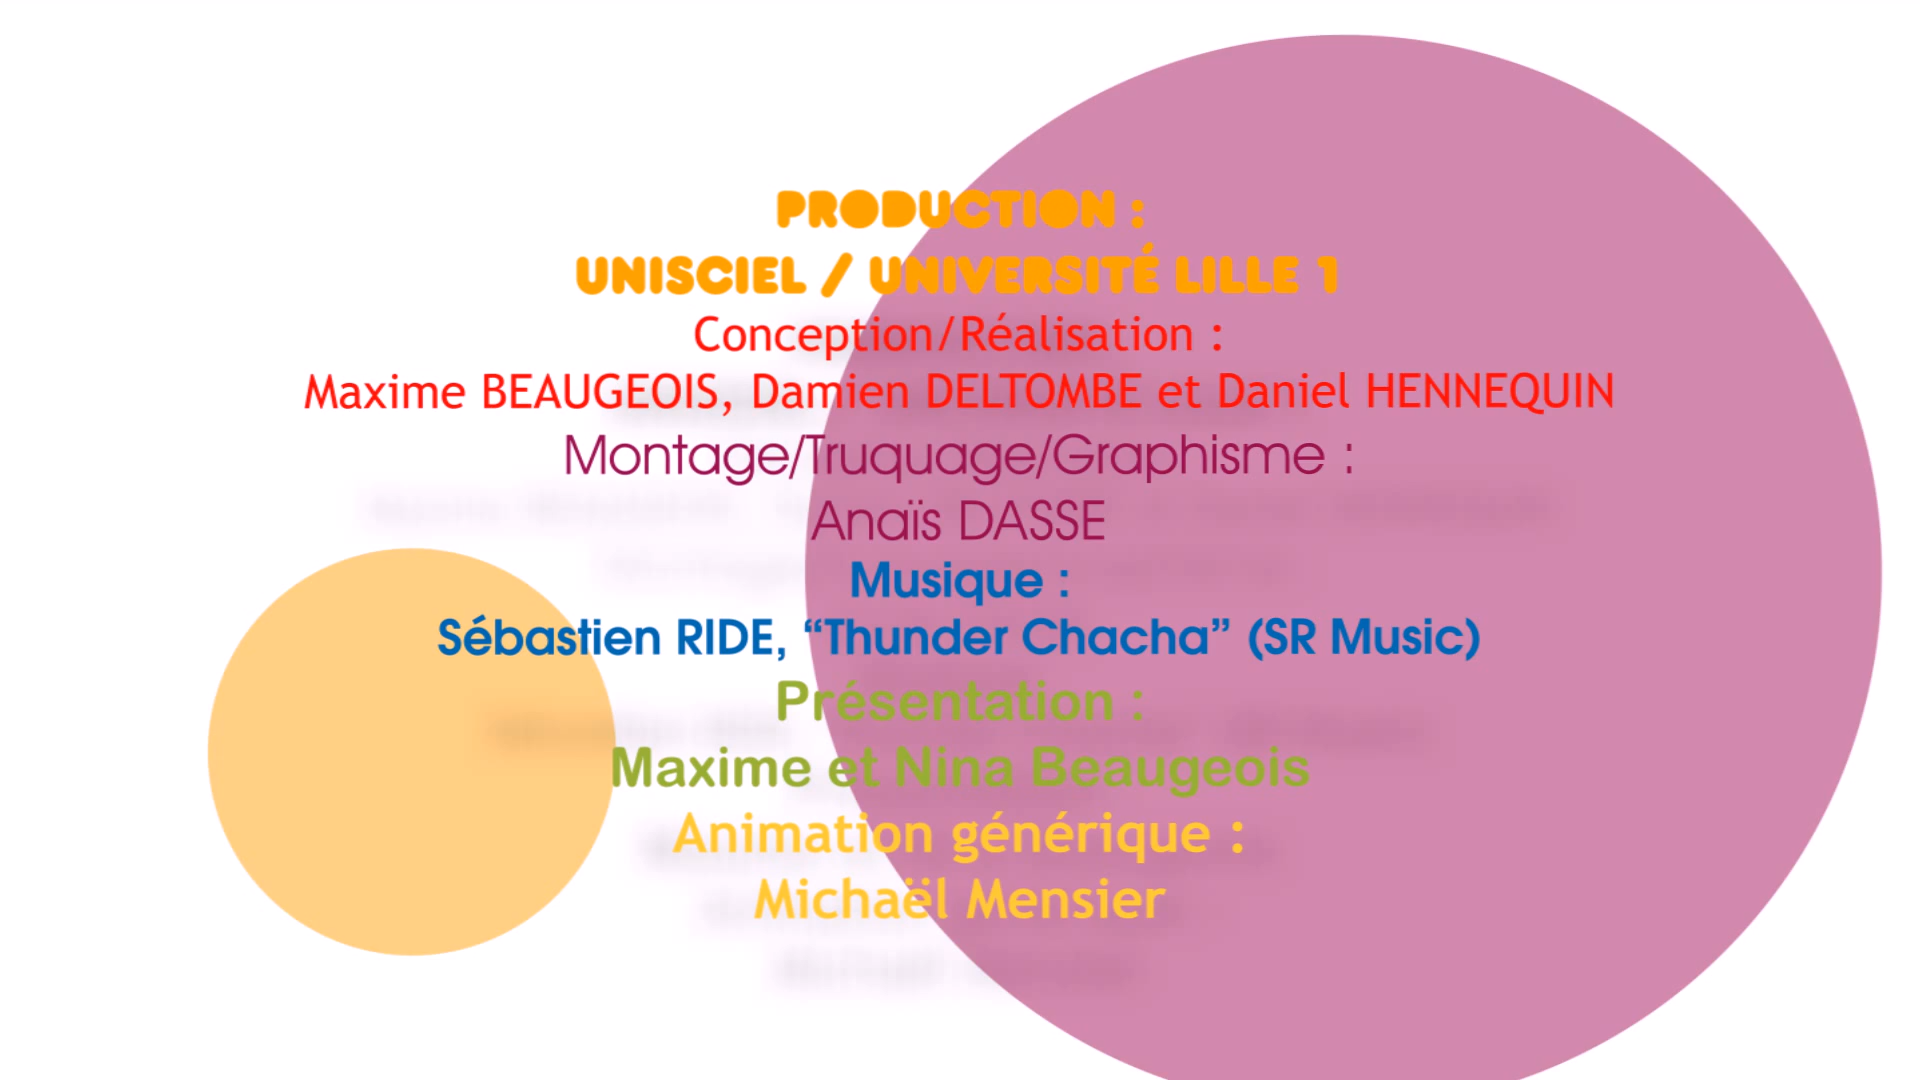 PRODUCTION :
UNISCIEL / UNIVERSITÉ LILLE 1
Conception/Réalisation :
Maxime BEAUGEOIS, Damien DELTOMBE et Daniel HENNEQUIN
Montage/Truquage/Graphisme :
Anaïs DASSE
Musique :
Sébastien RIDE, “Thunder Chacha” (SR Music)
Présentation :
Maxime et Nina Beaugeois
Animation générique :
Michaël Mensier